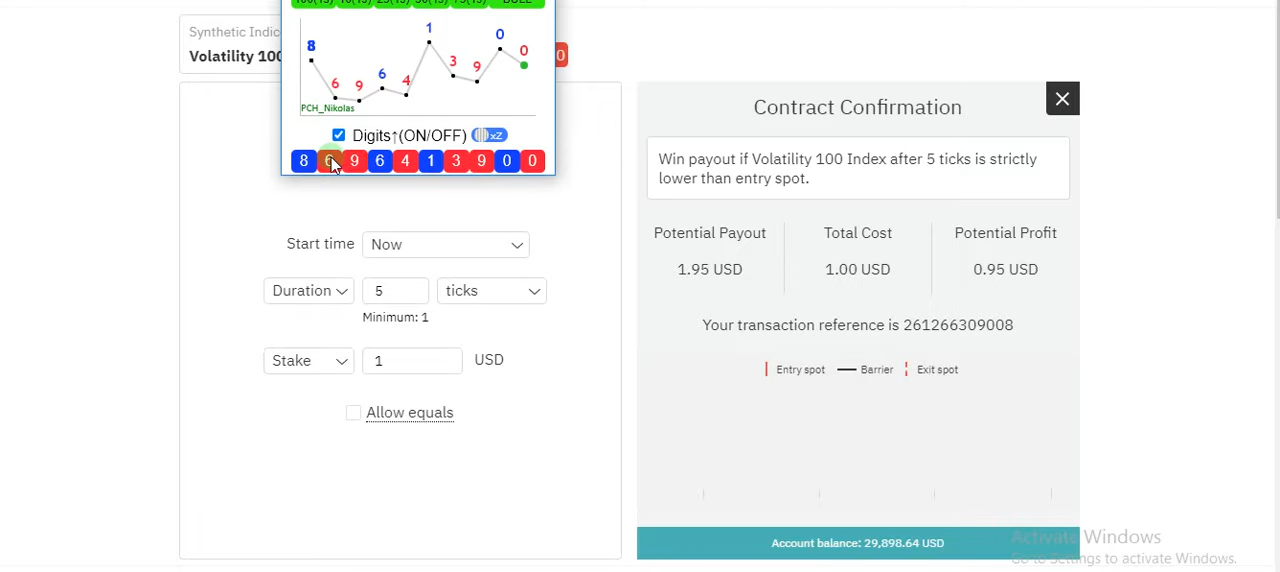 Synthetic Indic
Volatility 100
0
BULL
8
6
9
6
4
1
3
9
0
0
PCH_Nikolas
Digits↑(ON/OFF) xZ
8 6 9 6 4 1 3 9 0 0
Start time Now
Duration 5 ticks
Minimum: 1
Stake 1 USD
Allow equals
Contract Confirmation
Win payout if Volatility 100 Index after 5 ticks is strictly
lower than entry spot.
Potential Payout Total Cost Potential Profit
1.95 USD 1.00 USD 0.95 USD
Your transaction reference is 261266309008
Entry spot Barrier Exit spot
Account balance: 29,898.64 USD
Activate Windows
Go to Settings to activate Windows.